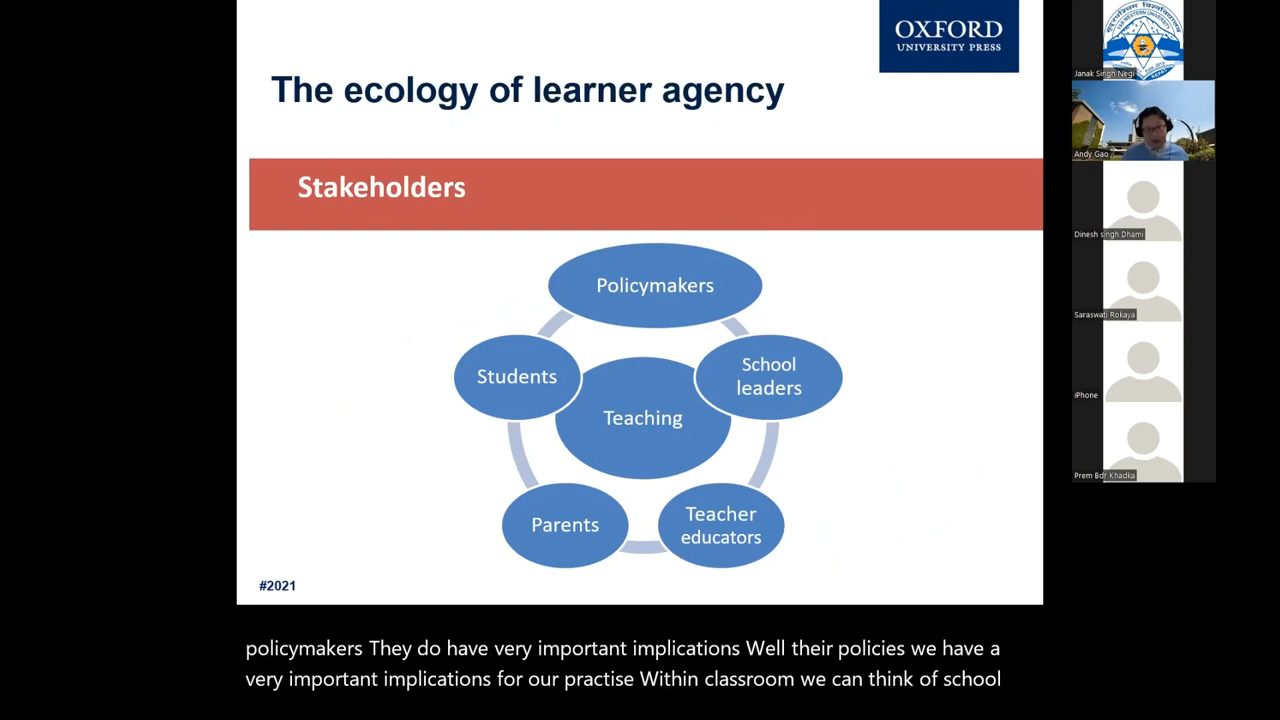 OXFORD
UNIVERSITY PRESS
The ecology of learner agency
Stakeholders
Policymakers
Students
School
leaders
Teaching
Parents
Teacher
educators
#2021
policymakers They do have very important implications Well their policies we have a
very important implications for our practise Within classroom we can think of school
Janak Singh Negi
Andy Gao
Dinesh singh Dhami
Saraswati Rokaya
iPhone
Prem Bdr Khadka